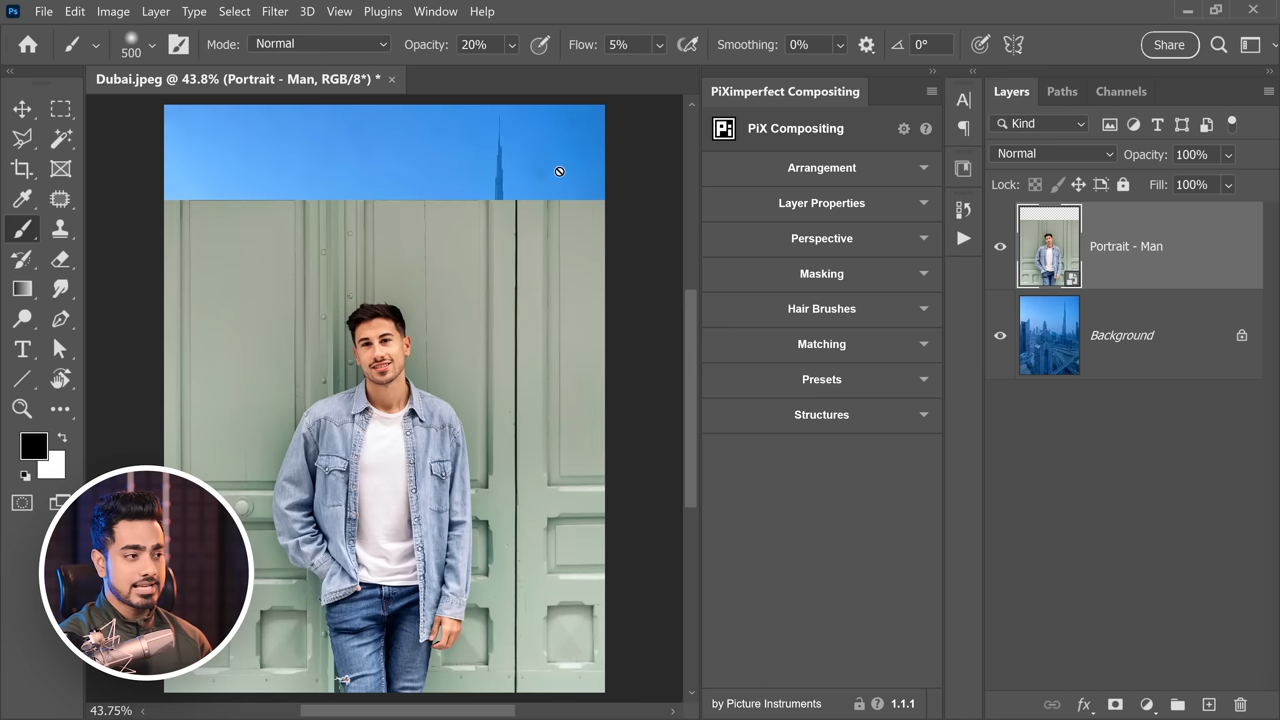 Ps File Edit Image Layer Type Select Filter 3D View Plugins Window Help
500 Mode: Normal Opacity: 20% Flow: 5% Smoothing: 0% 0° Share
Dubai.jpeg @ 43.8% (Portrait - Man, RGB/8*) * ×
PiXimperfect Compositing
Pi PiX Compositing
Arrangement
Layer Properties
Perspective
Masking
Hair Brushes
Matching
Presets
Structures
by Picture Instruments 1.1.1
Layers Paths Channels
Kind
Normal Opacity: 100%
Lock: Fill: 100%
Portrait - Man
Background
43.75%